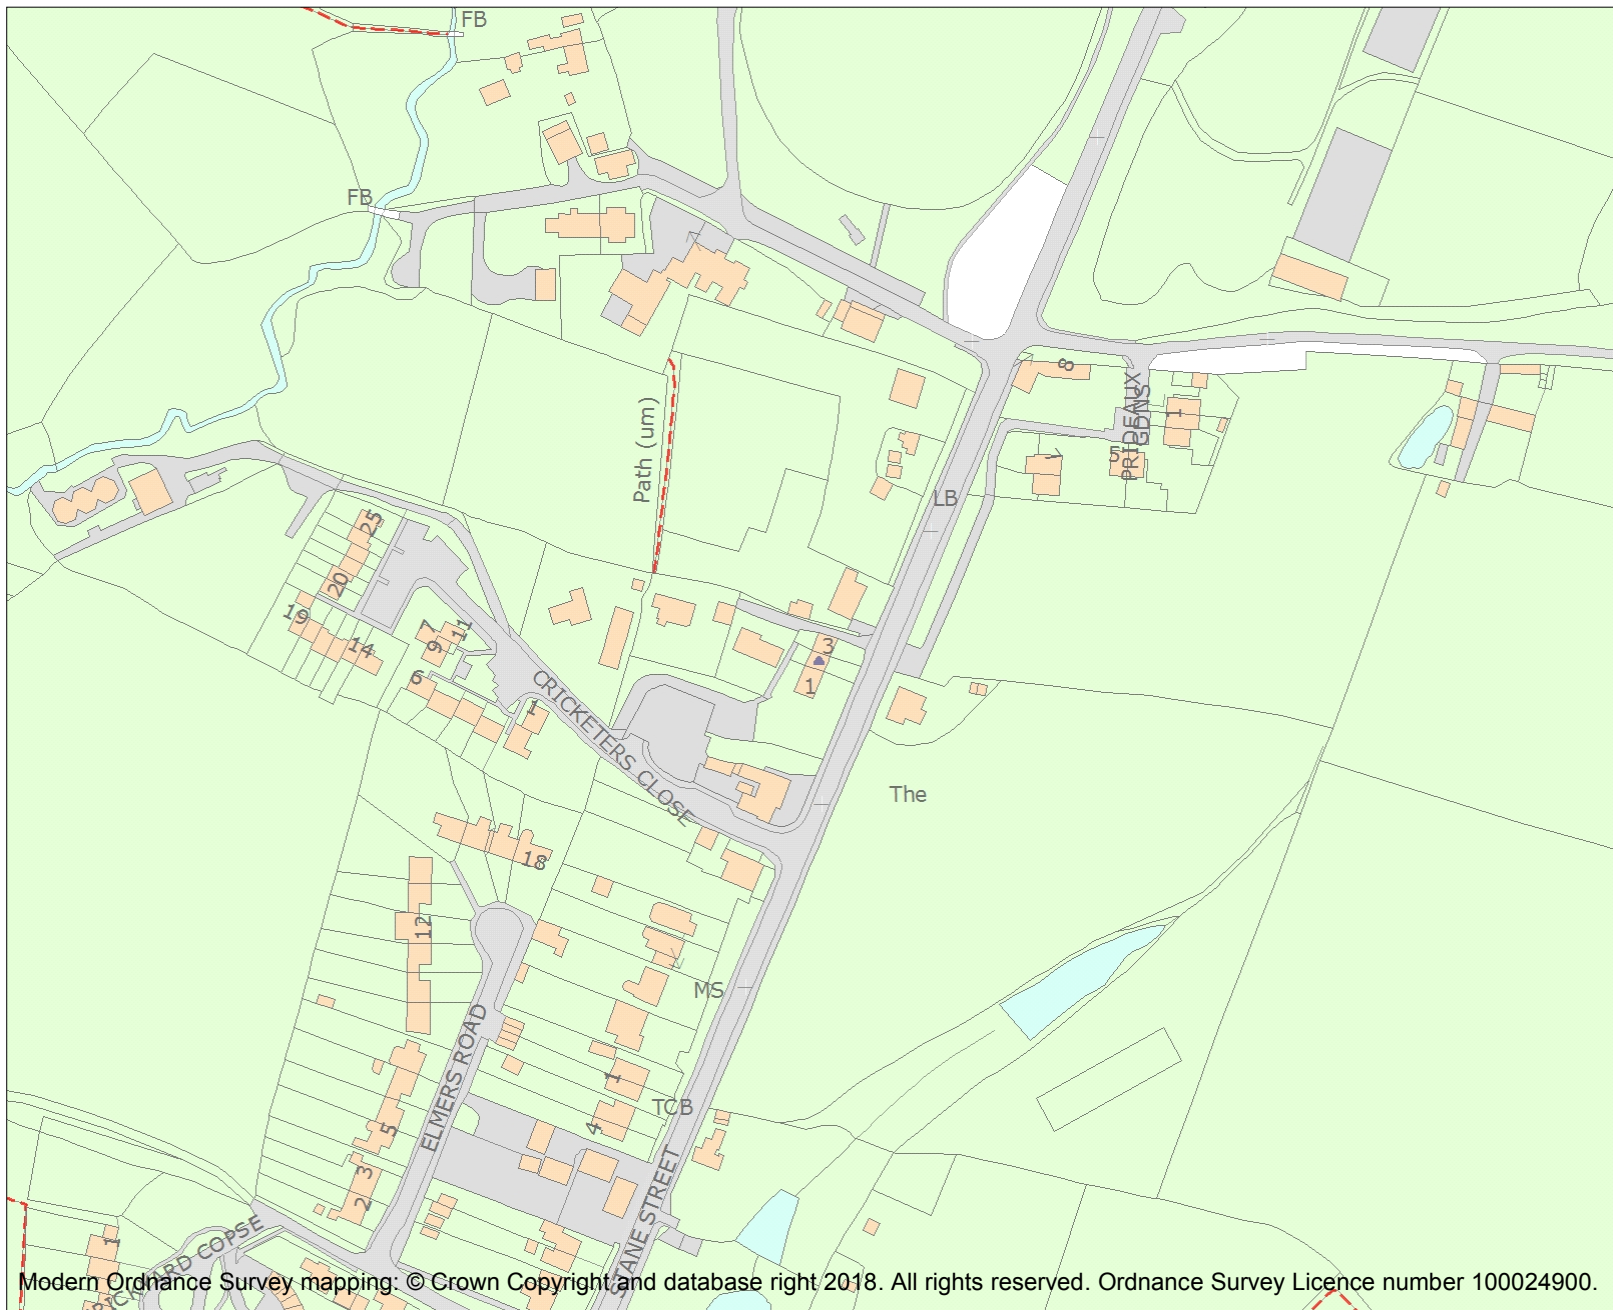 FB
FB
8
PRIDEAUX
GDNS
1
5
Path (um)
LB
25
20
19
14
7
9
11
6
1
3
1
CRICKETERS CLOSE
The
18
12
MS
ELMERS ROAD
1
TCB
4
5
3
2
STANE STREET
1
Modern Ordnance Survey mapping: © Crown Copyright and database right 2018. All rights reserved. Ordnance Survey Licence number 100024900.